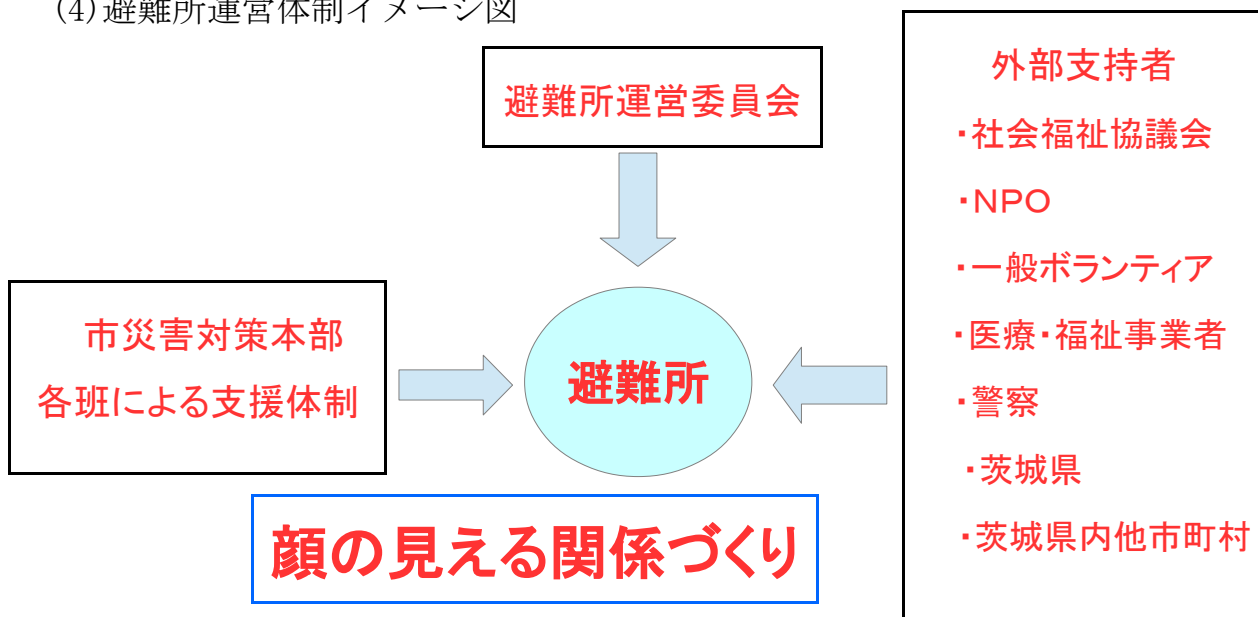 (4)避難所運営体制イメージ図
避難所運営委員会
市災害対策本部
各班による支援体制
避難所
顔の見える関係づくり
外部支持者
・社会福祉協議会
・NPO
・一般ボランティア
・医療・福祉事業者
・警察
・茨城県
・茨城県内他市町村